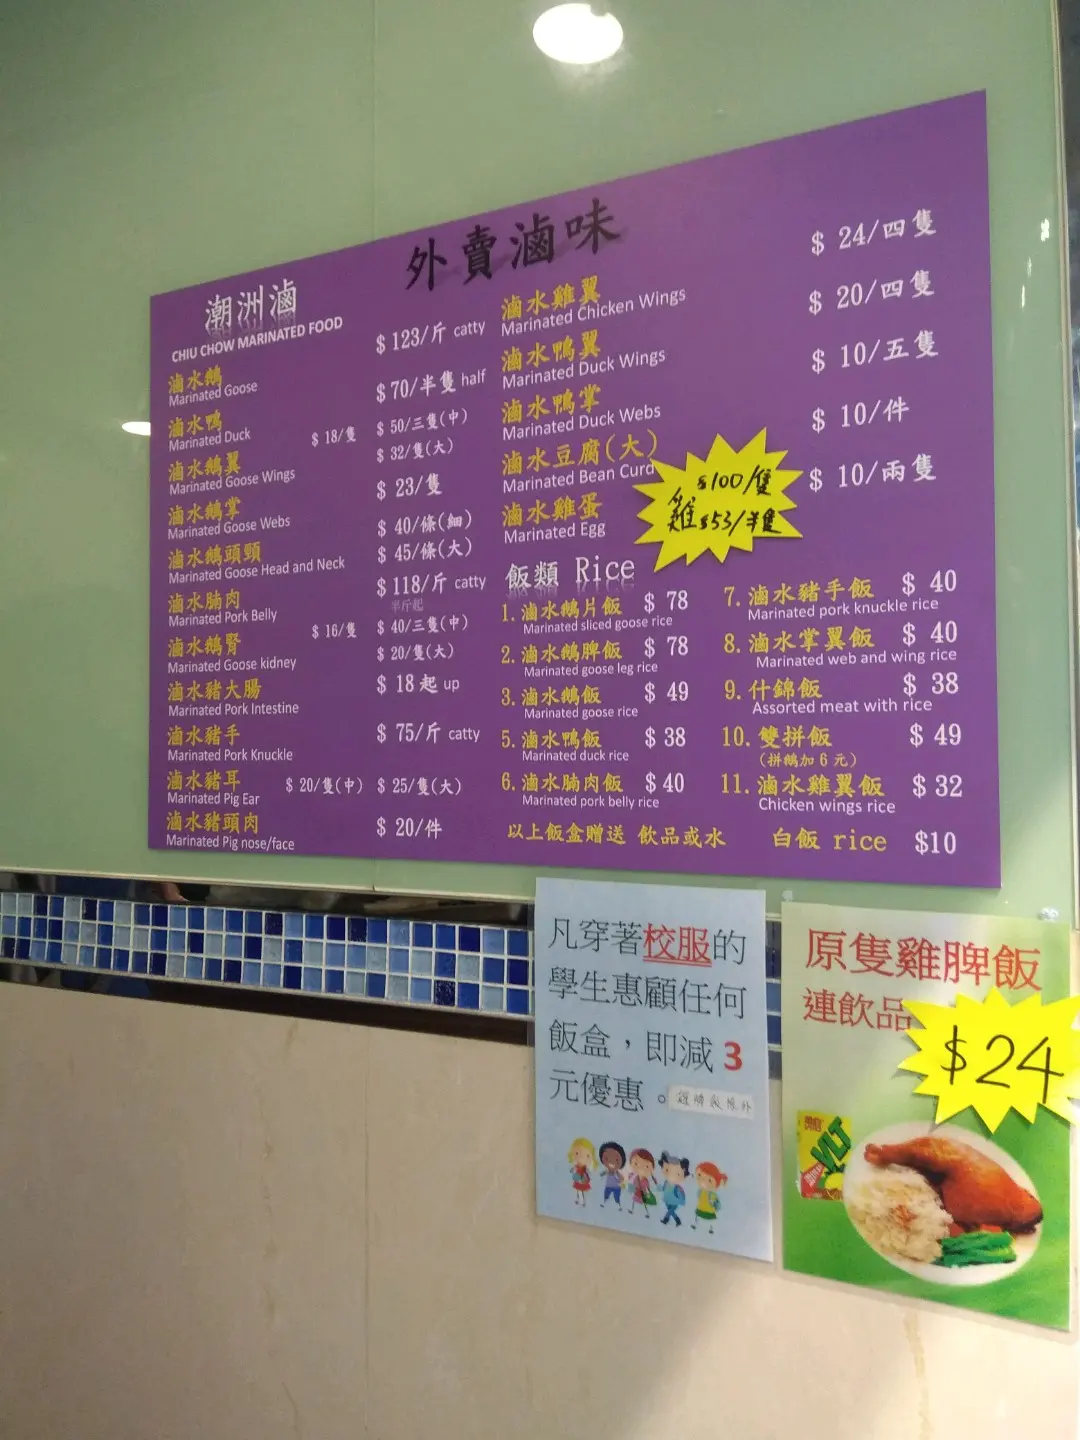 外賣滷味
潮洲滷
CHIU CHOW MARINATED FOOD
滷水鵝 $ 123/斤 catty
Marinated Goose
滷水鴨 $ 70/半隻 half
Marinated Duck
滷水鵝翼 $ 18/隻 $ 50/三隻(中)
$ 32/隻(大)
Marinated Goose Wings
滷水鵝掌 $ 23/隻
Marinated Goose Webs
滷水鵝頭頸 $ 40/條(細)
$ 45/條(大)
Marinated Goose Head and Neck
滷水腩肉 $ 118/斤 catty
半斤起
Marinated Pork Belly
滷水鵝腎 $ 16/隻 $ 40/三隻(中)
$ 20/隻(大)
Marinated Goose kidney
滷水豬大腸 $ 18 起 up
Marinated Pork Intestine
滷水豬手 $ 75/斤 catty
Marinated Pork Knuckle
滷水豬耳 $ 20/隻(中) $ 25/隻(大)
Marinated Pig Ear
滷水豬頭肉 $ 20/件
Marinated Pig nose/face
滷水雞翼 $ 24/四隻
Marinated Chicken Wings
滷水鴨翼 $ 20/四隻
Marinated Duck Wings
滷水鴨掌 $ 10/五隻
Marinated Duck Webs
滷水豆腐(大) $ 10/件
Marinated Bean Curd
滷水雞蛋 $ 10/兩隻
Marinated Egg
$100/隻
雞 $53/半隻
飯類 Rice
1. 滷水鵝片飯 $ 78
Marinated sliced goose rice
2. 滷水鵝脾飯 $ 78
Marinated goose leg rice
3. 滷水鵝飯 $ 49
Marinated goose rice
5. 滷水鴨飯 $ 38
Marinated duck rice
6. 滷水腩肉飯 $ 40
Marinated pork belly rice
7. 滷水豬手飯 $ 40
Marinated pork knuckle rice
8. 滷水掌翼飯 $ 40
Marinated web and wing rice
9. 什錦飯 $ 38
Assorted meat with rice
10. 雙拼飯 $ 49
(拼鵝加 6 元)
11. 滷水雞翼飯 $ 32
Chicken wings rice
以上飯盒贈送 飲品或水 白飯 rice $10
凡穿著校服的
學生惠顧任何
飯盒，即減 3
元優惠。
原隻雞脾飯
連飲品
$24
VLT